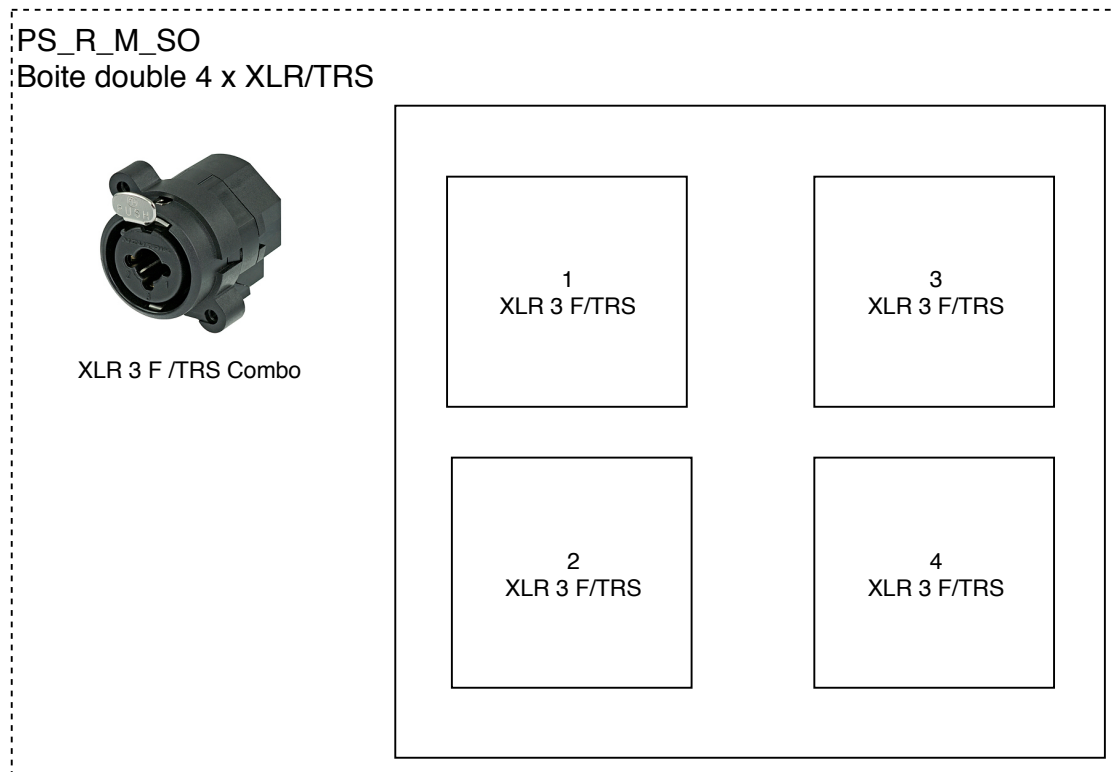 PS_R_M_SO
Boite double 4 x XLR/TRS
PUSH
XLR 3 F /TRS Combo
1
XLR 3 F/TRS
3
XLR 3 F/TRS
2
XLR 3 F/TRS
4
XLR 3 F/TRS